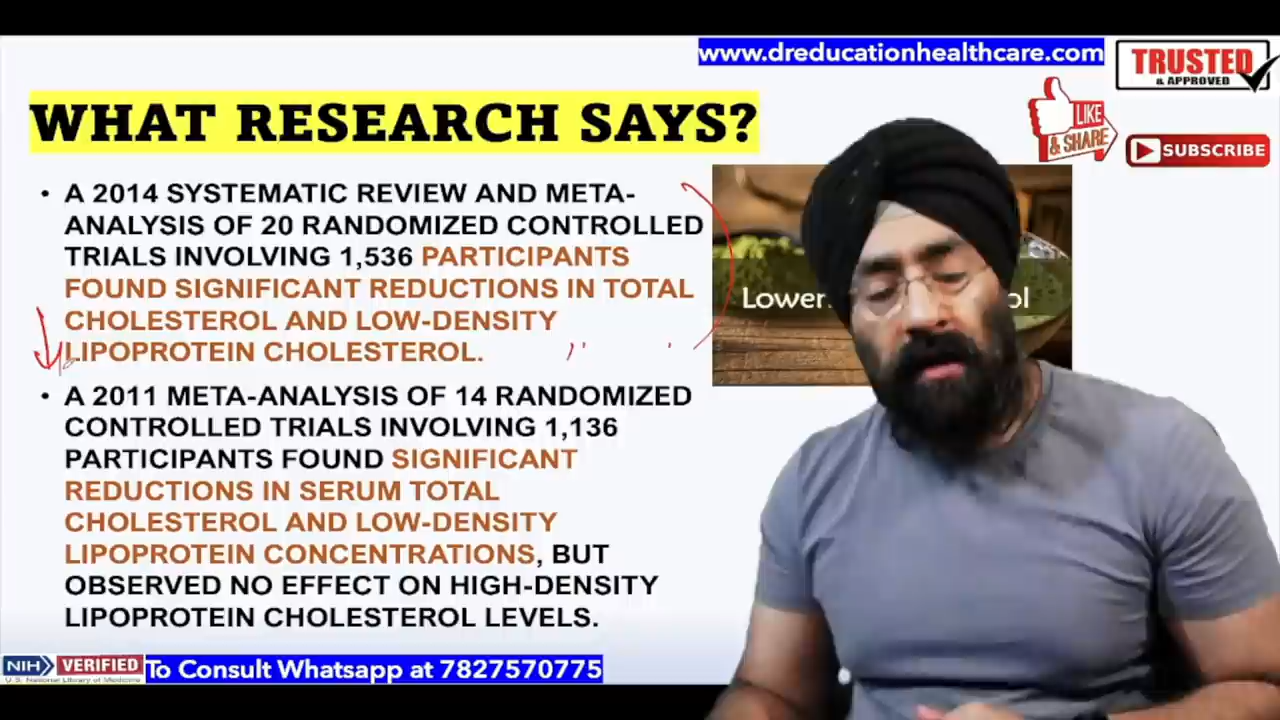 www.dreducationhealthcare.com
TRUSTED
& APPROVED
LIKE
& SHARE
SUBSCRIBE
WHAT RESEARCH SAYS?
• A 2014 SYSTEMATIC REVIEW AND META-
ANALYSIS OF 20 RANDOMIZED CONTROLLED
TRIALS INVOLVING 1,536 PARTICIPANTS
FOUND SIGNIFICANT REDUCTIONS IN TOTAL
CHOLESTEROL AND LOW-DENSITY
LIPOPROTEIN CHOLESTEROL.
• A 2011 META-ANALYSIS OF 14 RANDOMIZED
CONTROLLED TRIALS INVOLVING 1,136
PARTICIPANTS FOUND SIGNIFICANT
REDUCTIONS IN SERUM TOTAL
CHOLESTEROL AND LOW-DENSITY
LIPOPROTEIN CONCENTRATIONS, BUT
OBSERVED NO EFFECT ON HIGH-DENSITY
LIPOPROTEIN CHOLESTEROL LEVELS.
NIH VERIFIED
U.S. National Library of Medicine
To Consult Whatsapp at 7827570775